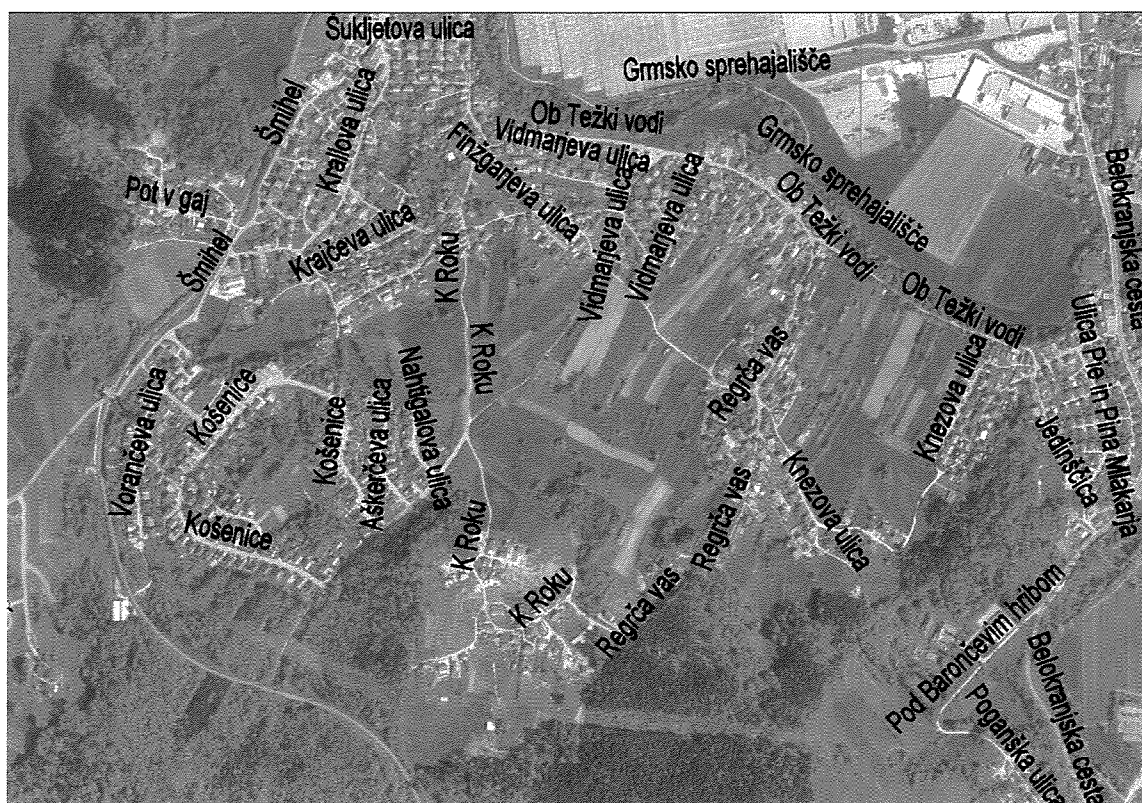 Šukljetova ulica
Grmsko sprehajališče
Šmihel
Krallova ulica
Ob Težki vodi
Vidmarjeva ulica
Finžgarjeva ulica
Grmsko sprehajališče
Belokranjska cesta
Pot v gaj
Krajčeva ulica
Šmihel
K Roku
Vidmarjeva ulica
Vidmarjeva ulica
Ob Težki vodi
Ob Težki vodi
Ulica Pie in Pina Mlakarja
K Roku
Nahtigalova ulica
Regrča vas
Knezova ulica
Vorančeva ulica
Košenice
Košenice
Aškerčeva ulica
Jedinščica
Knezova ulica
Regrča vas
Košenice
K Roku
K Roku
Regrča vas
Pod Barončevim hribom
Belokranjska cesta
Poganška ulica